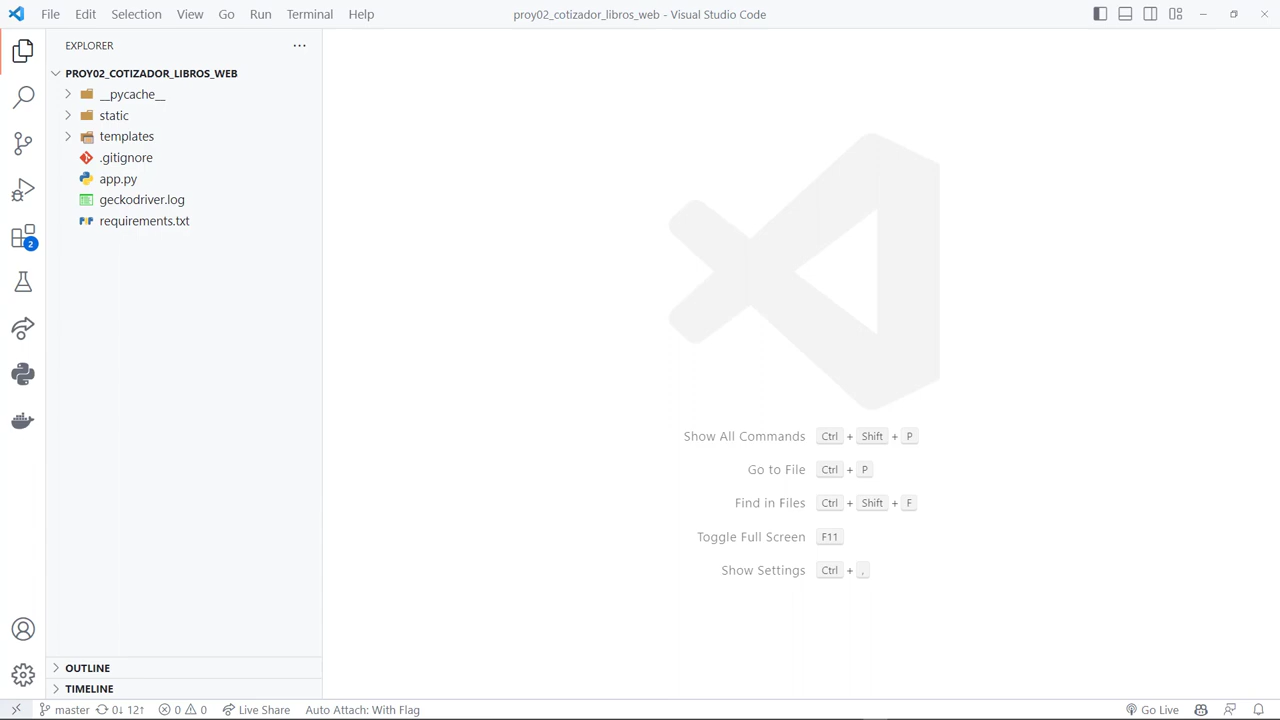 File Edit Selection View Go Run Terminal Help
proy02_cotizador_libros_web - Visual Studio Code
EXPLORER
PROY02_COTIZADOR_LIBROS_WEB
__pycache__
static
templates
.gitignore
app.py
geckodriver.log
requirements.txt
2
Show All Commands Ctrl + Shift + P
Go to File Ctrl + P
Find in Files Ctrl + Shift + F
Toggle Full Screen F11
Show Settings Ctrl + ,
OUTLINE
TIMELINE
master 0↓ 12↑ 0 0 Live Share Auto Attach: With Flag Go Live